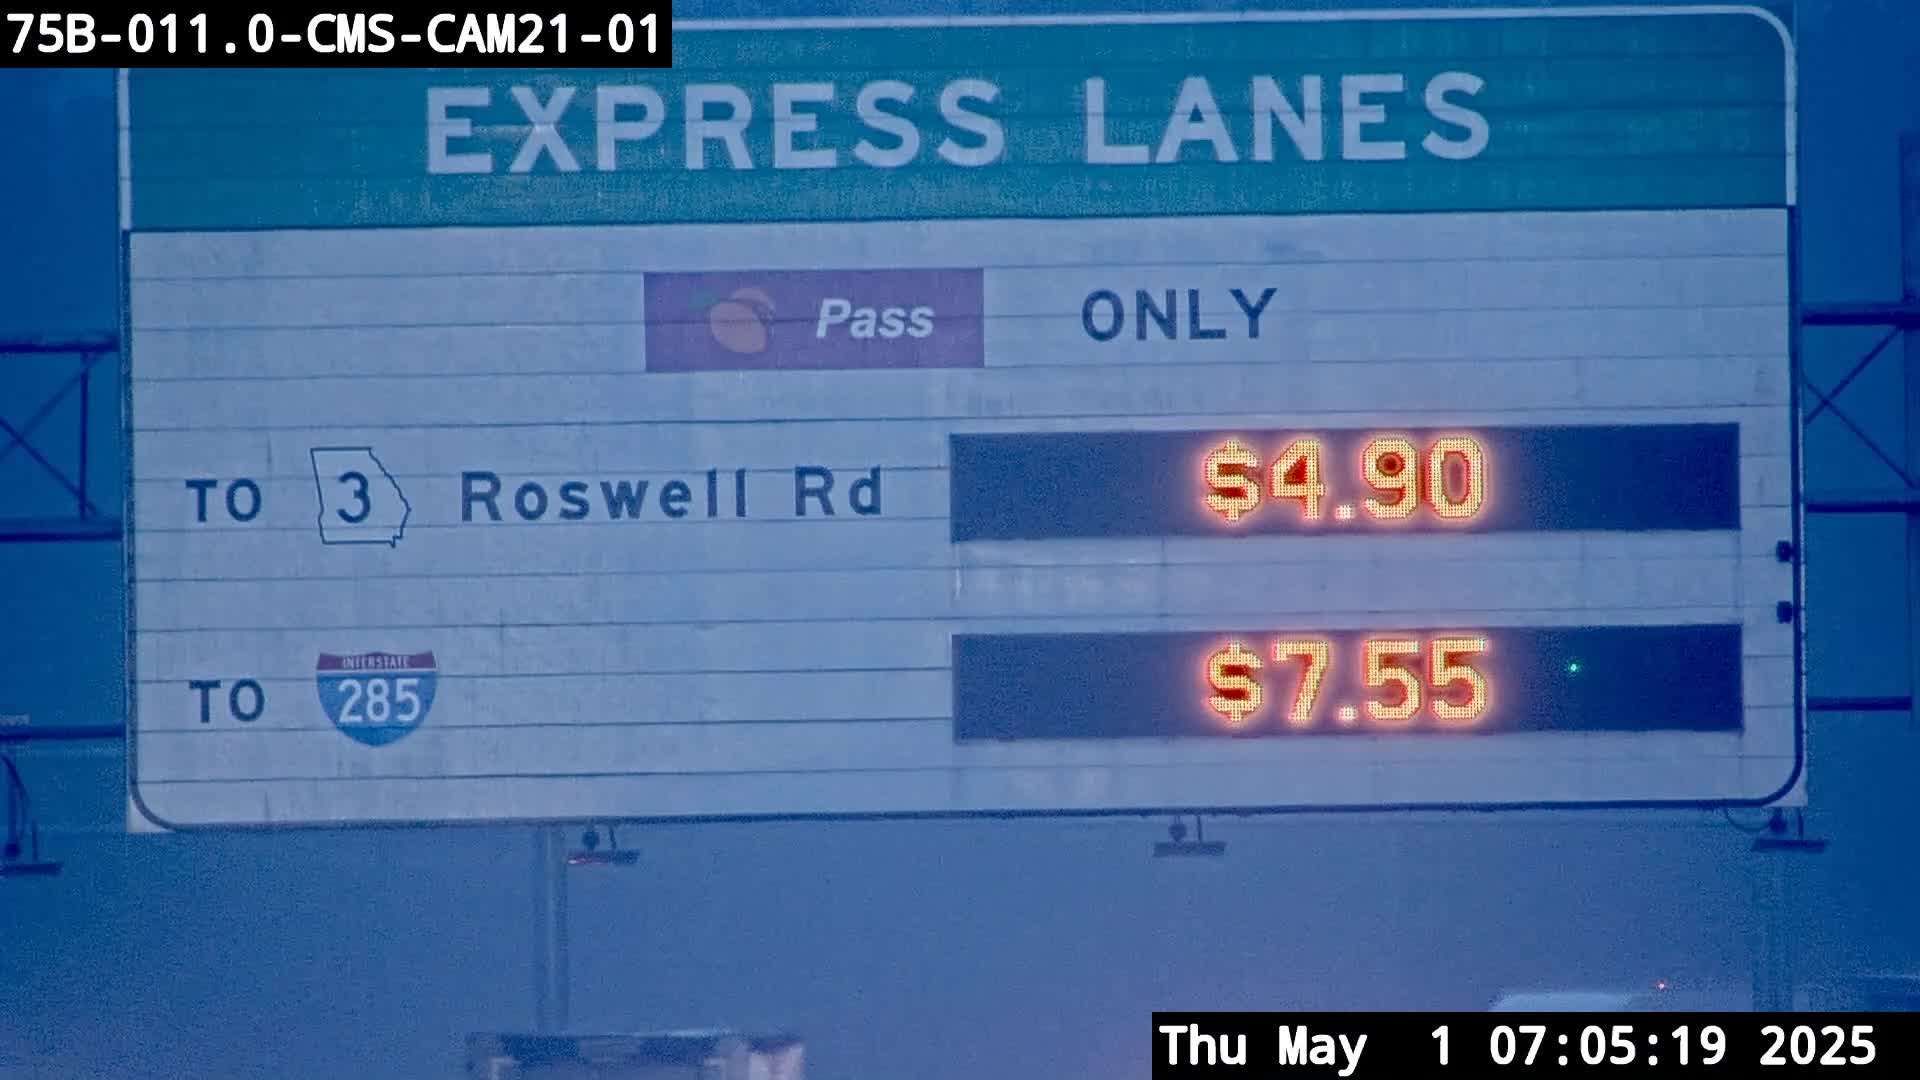 75B-011.0-CMS-CAM21-01
EXPRESS LANES
Pass ONLY
TO 3 Roswell Rd $4.90
TO INTERSTATE 285 $7.55
Thu May 1 07:05:19 2025